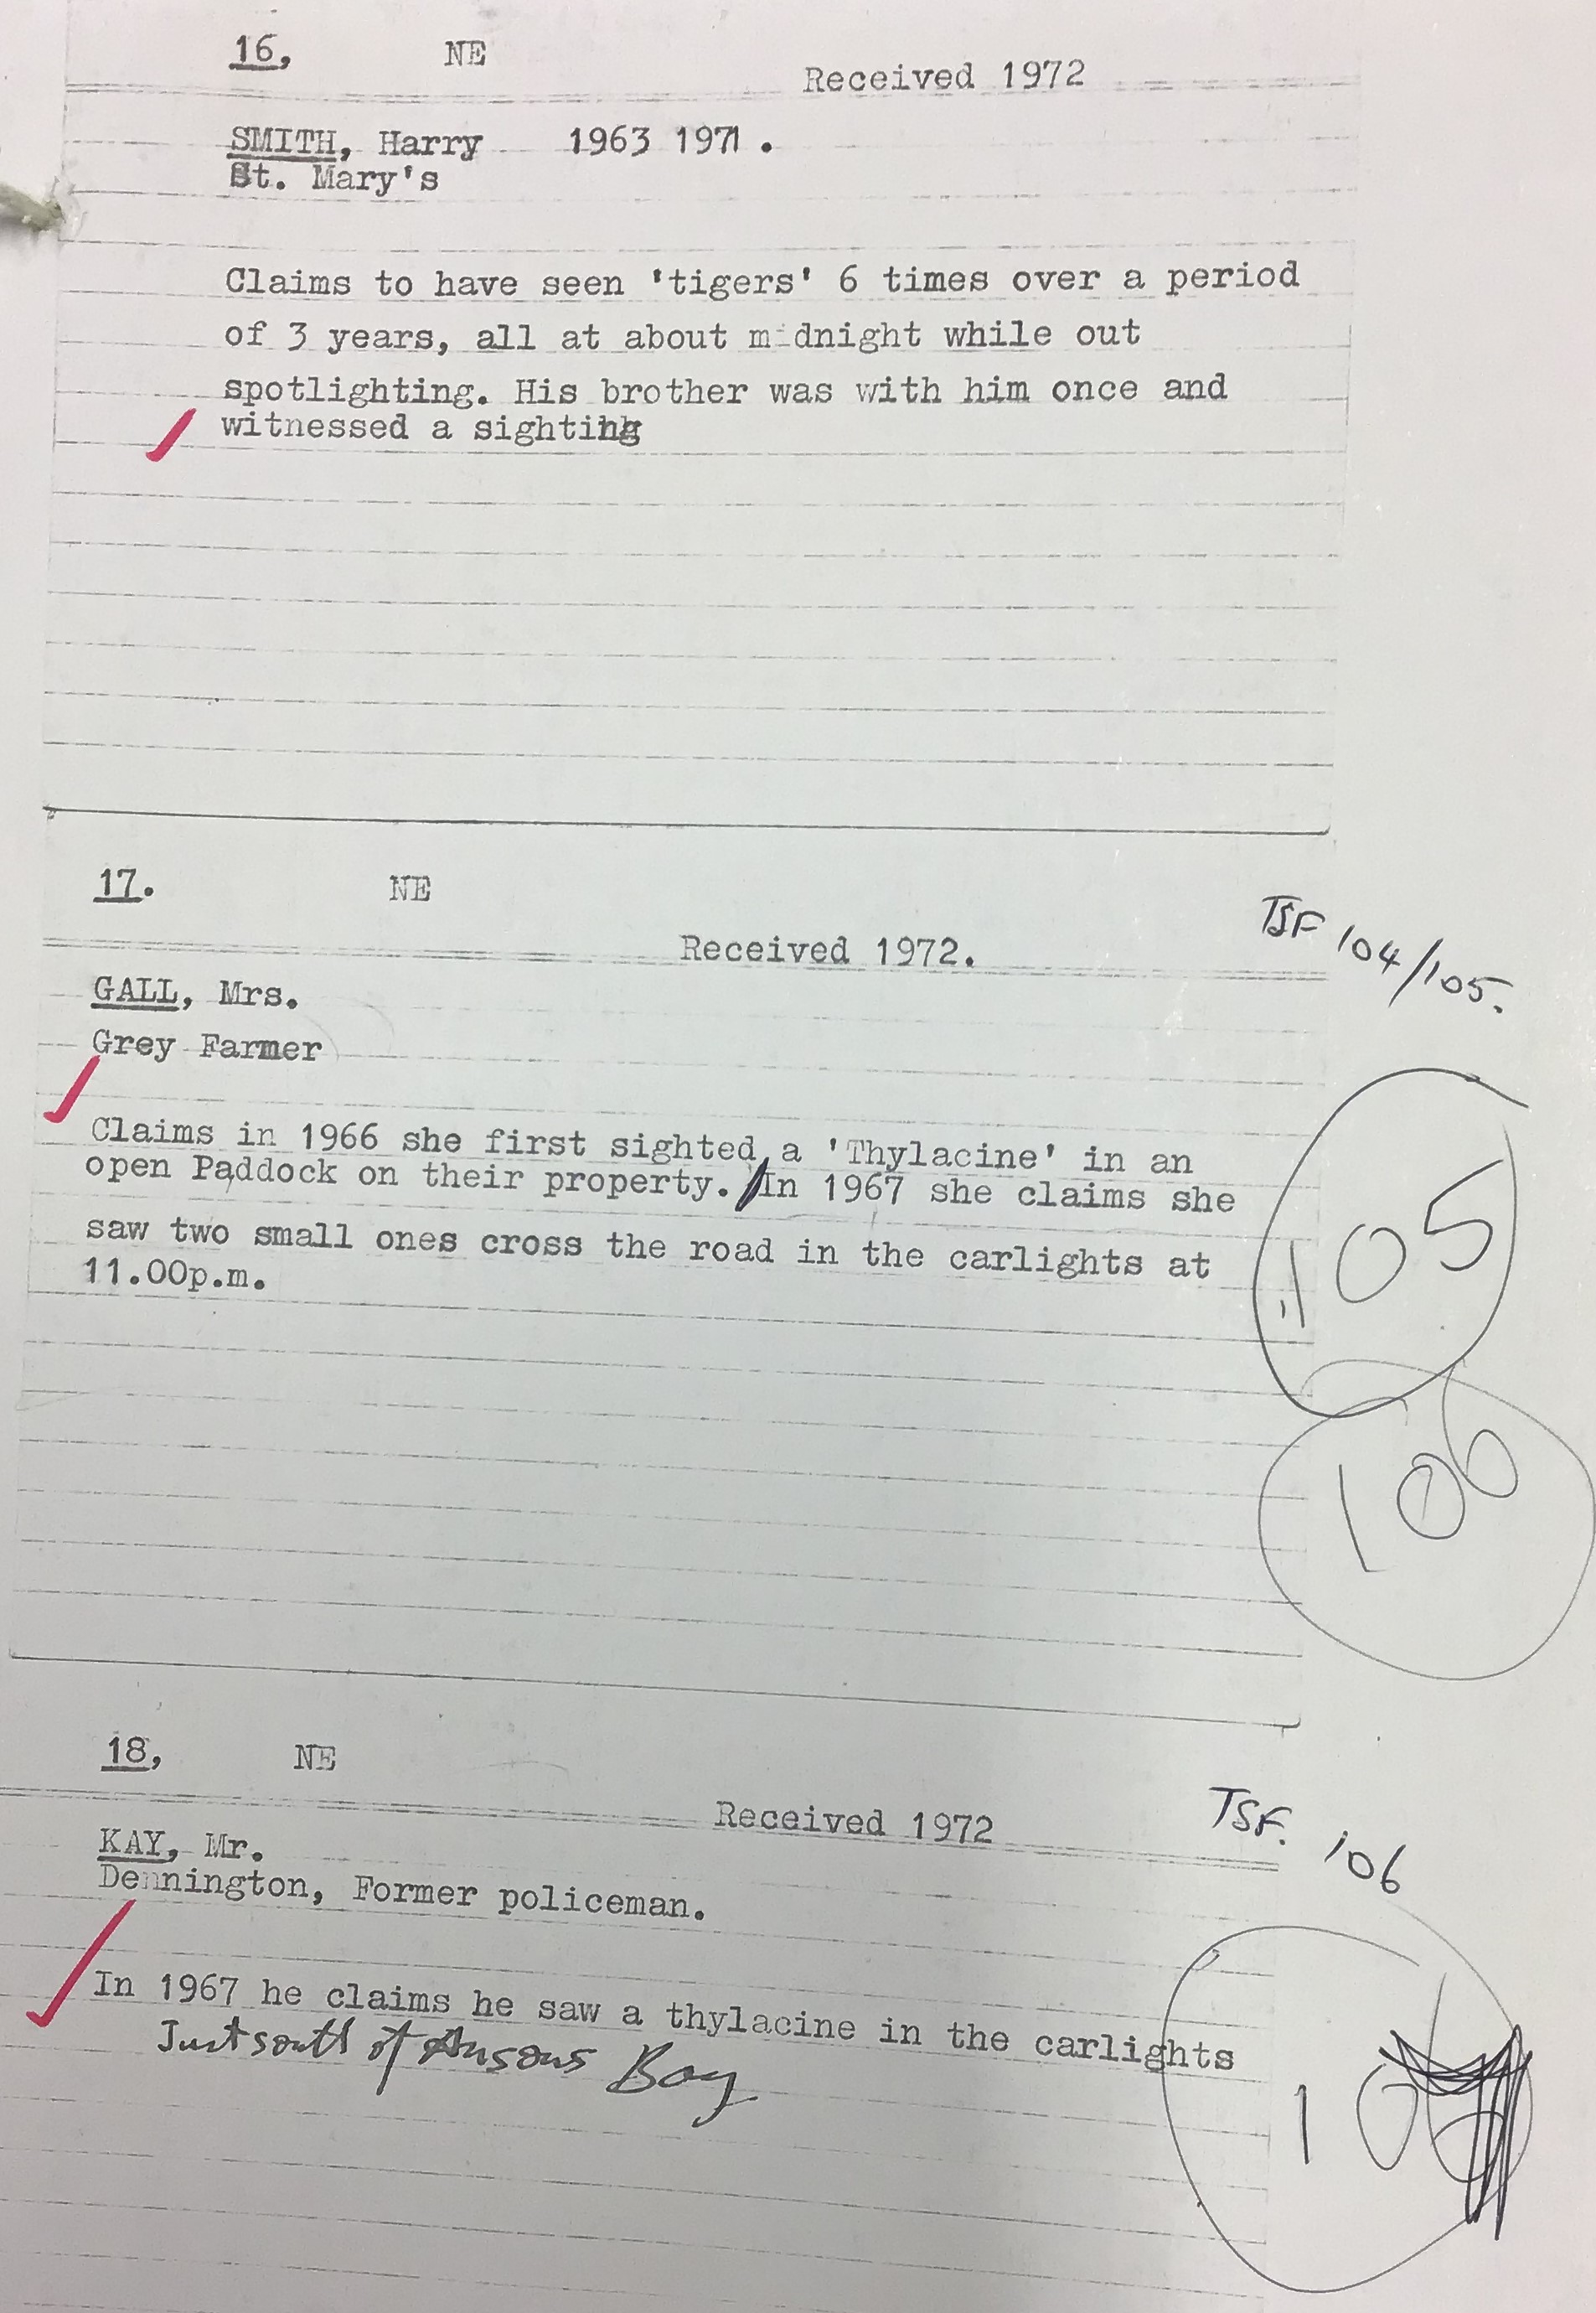 16, NE
Received 1972
SMITH, Harry 1963 1971 .
St. Mary's
Claims to have seen 'tigers' 6 times over a period
of 3 years, all at about midnight while out
spotlighting. His brother was with him once and
witnessed a sighting
17. NE
TSF 104/105.
Received 1972.
GALL, Mrs.
Grey Farmer
Claims in 1966 she first sighted a 'Thylacine' in an
open Paddock on their property. In 1967 she claims she
saw two small ones cross the road in the carlights at
11.00p.m.
105
106
18, NE
Received 1972
TSF. 106
KAY, Mr.
Dennington, Former policeman.
In 1967 he claims he saw a thylacine in the carlights
Just south of Ansons Bay